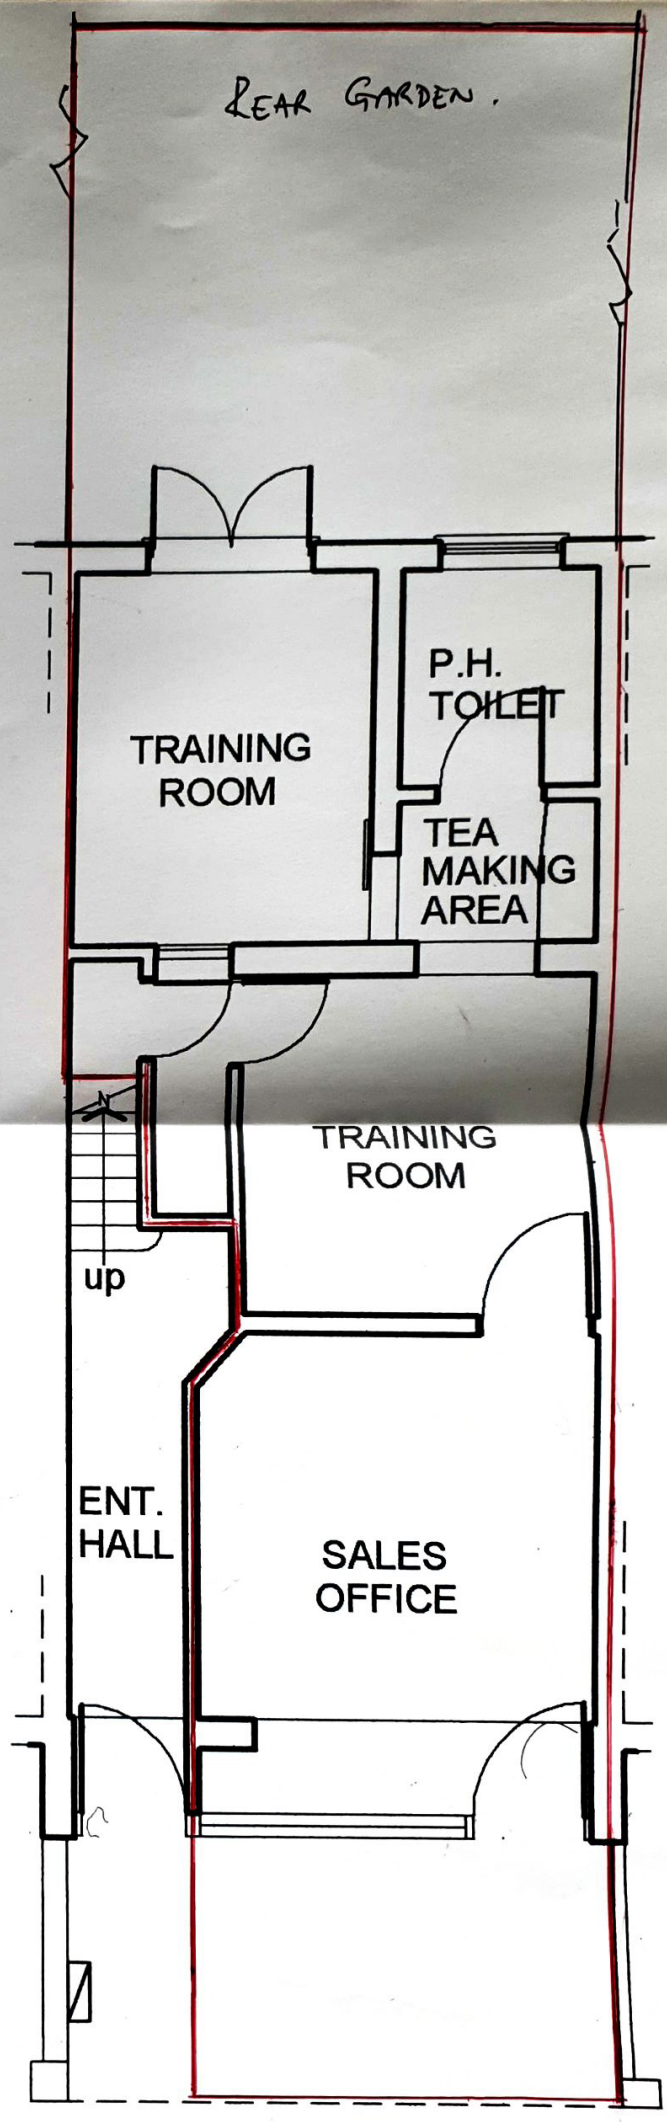 REAR GARDEN.
P.H.
TOILET
TRAINING
ROOM
TEA
MAKING
AREA
N
TRAINING
ROOM
up
ENT.
HALL
SALES
OFFICE